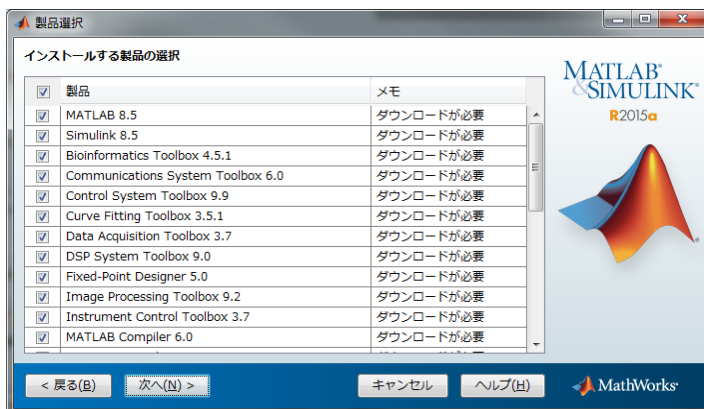 製品選択
インストールする製品の選択
製品 メモ
MATLAB 8.5 ダウンロードが必要
Simulink 8.5 ダウンロードが必要
Bioinformatics Toolbox 4.5.1 ダウンロードが必要
Communications System Toolbox 6.0 ダウンロードが必要
Control System Toolbox 9.9 ダウンロードが必要
Curve Fitting Toolbox 3.5.1 ダウンロードが必要
Data Acquisition Toolbox 3.7 ダウンロードが必要
DSP System Toolbox 9.0 ダウンロードが必要
Fixed-Point Designer 5.0 ダウンロードが必要
Image Processing Toolbox 9.2 ダウンロードが必要
Instrument Control Toolbox 3.7 ダウンロードが必要
MATLAB Compiler 6.0 ダウンロードが必要
MATLAB®
&SIMULINK®
R2015a
< 戻る(B) 次へ(N) > キャンセル ヘルプ(H) MathWorks®